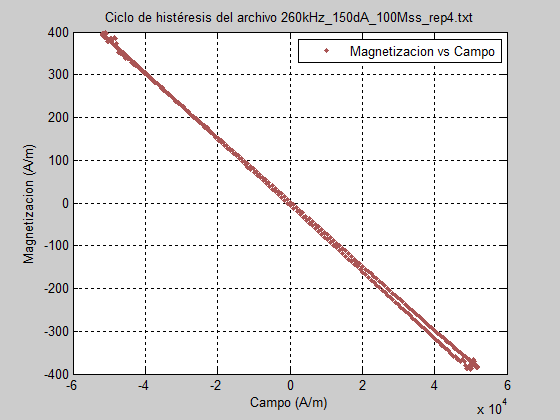 Ciclo de histéresis del archivo 260kHz_150dA_100Mss_rep4.txt
400
300
200
100
0
-100
-200
-300
-400
Magnetizacion (A/m)
Magnetizacion vs Campo
-6 -4 -2 0 2 4 6
x 10^4
Campo (A/m)